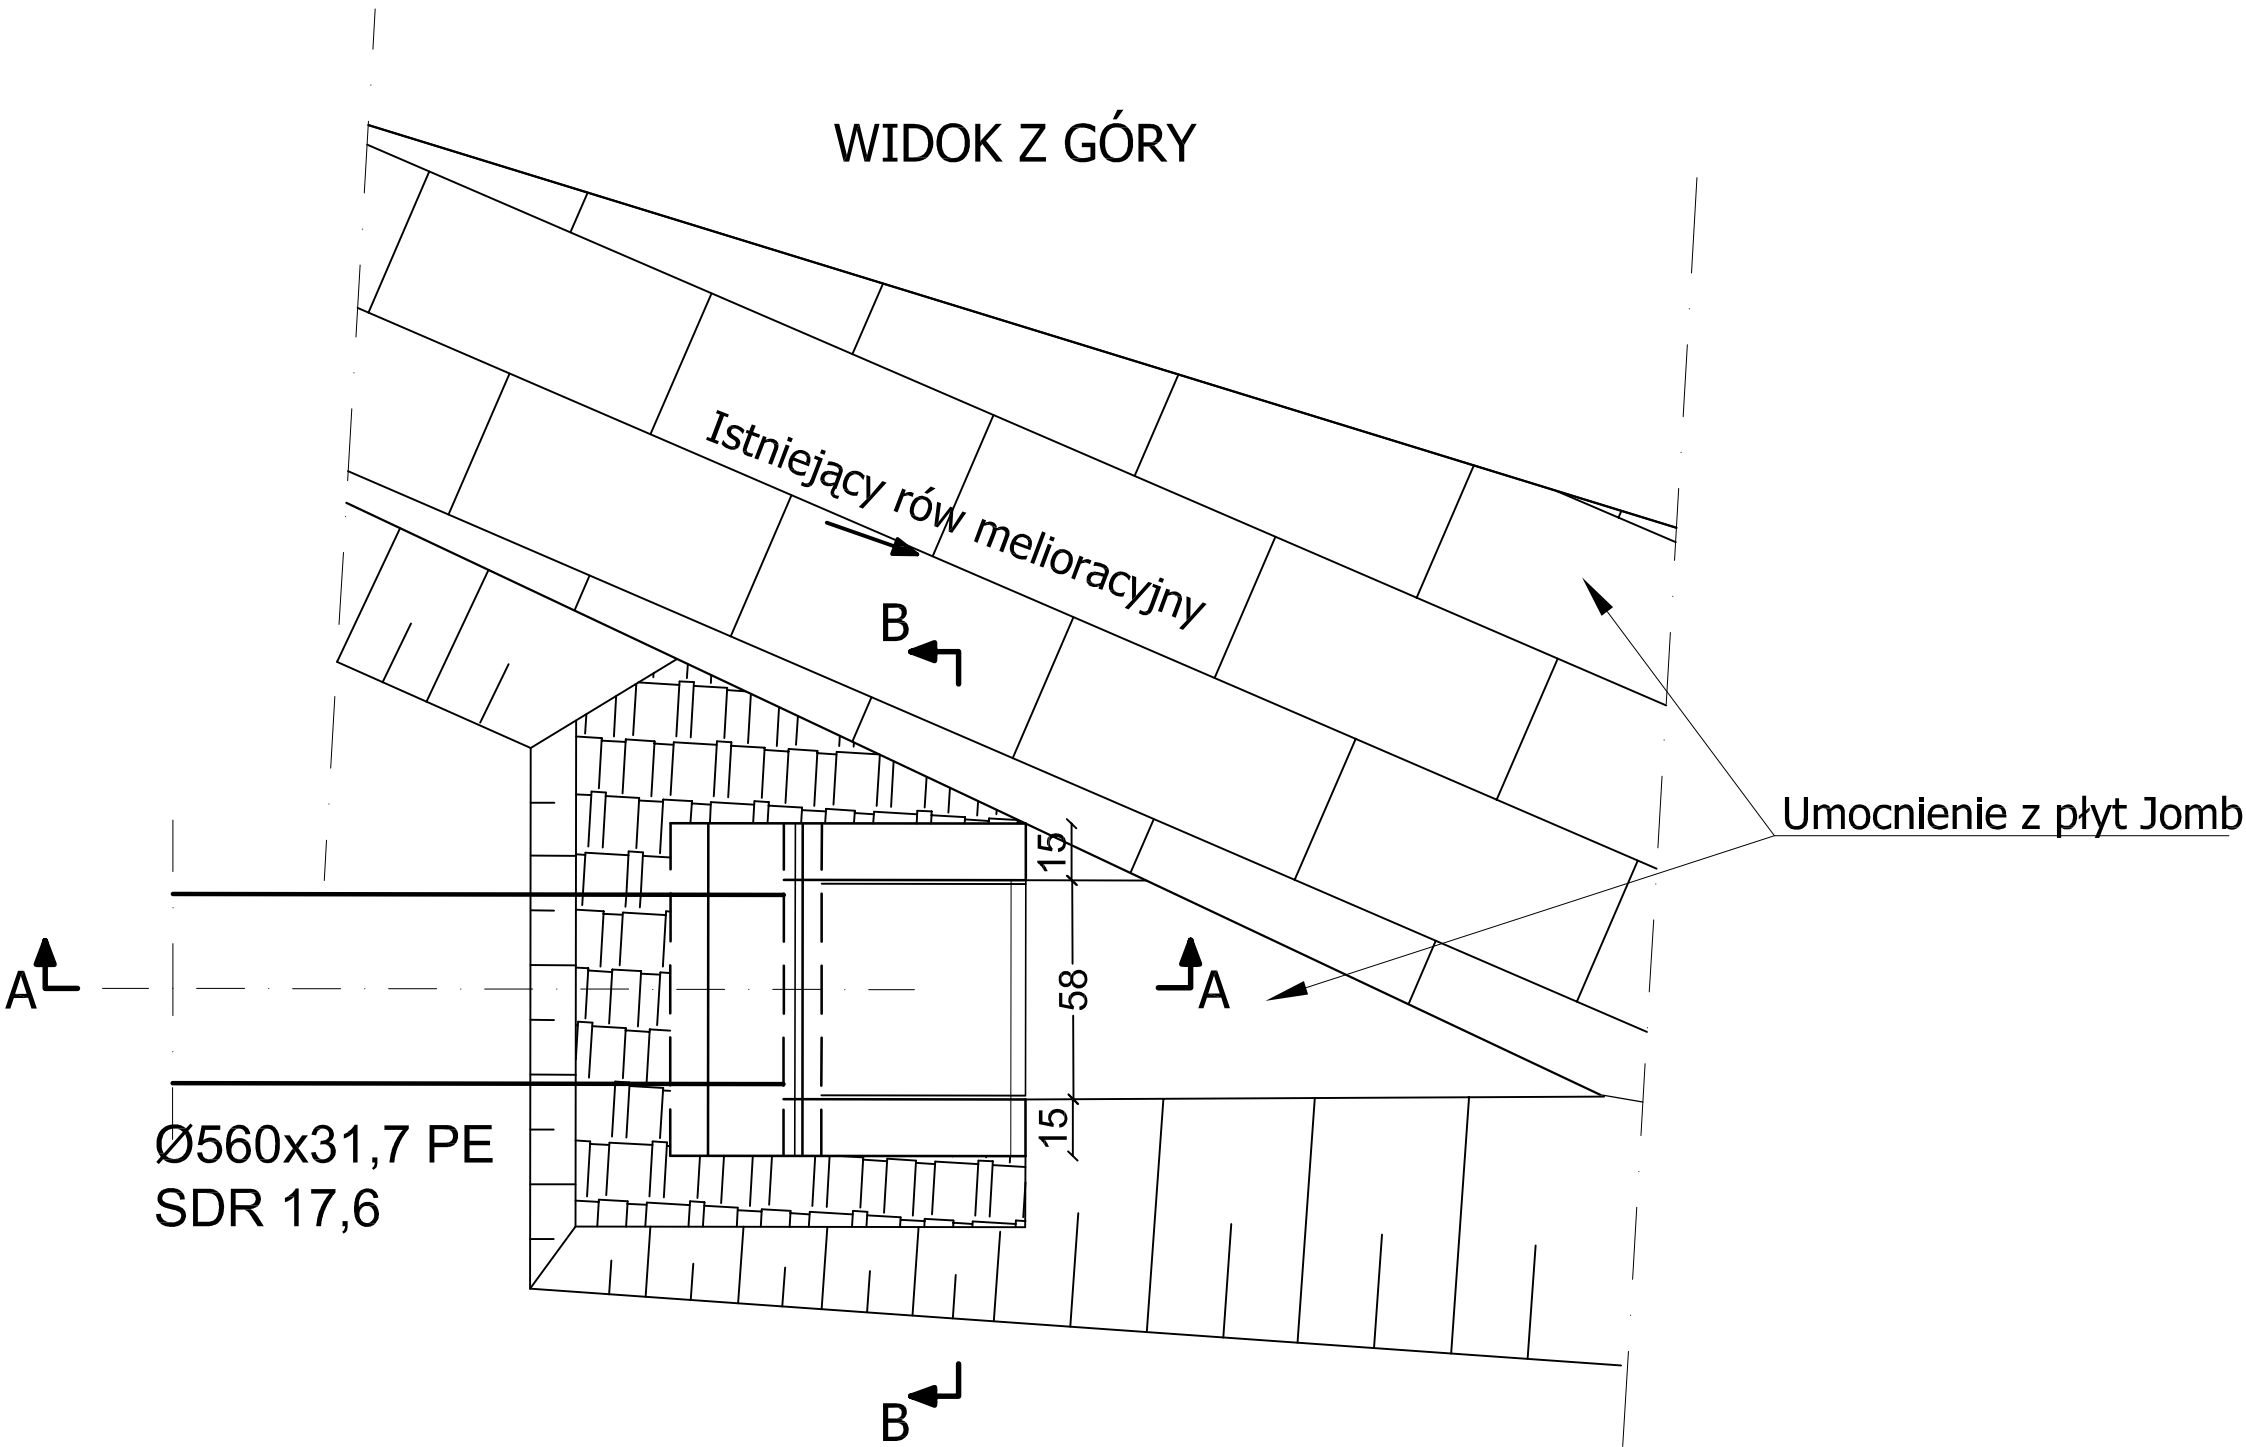 WIDOK Z GÓRY
Istniejący rów melioracyjny
B
Umocnienie z płyt Jomb
15
A
58
A
15
Ø560x31,7 PE
SDR 17,6
B